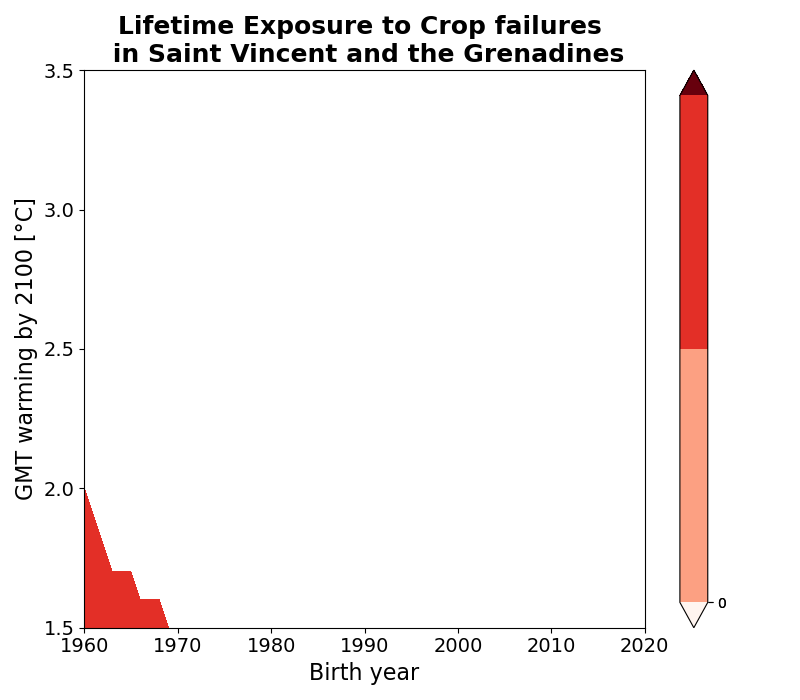 Lifetime Exposure to Crop failures
in Saint Vincent and the Grenadines
3.5
3.0
2.5
2.0
1.5
GMT warming by 2100 [°C]
1960 1970 1980 1990 2000 2010 2020
Birth year
0